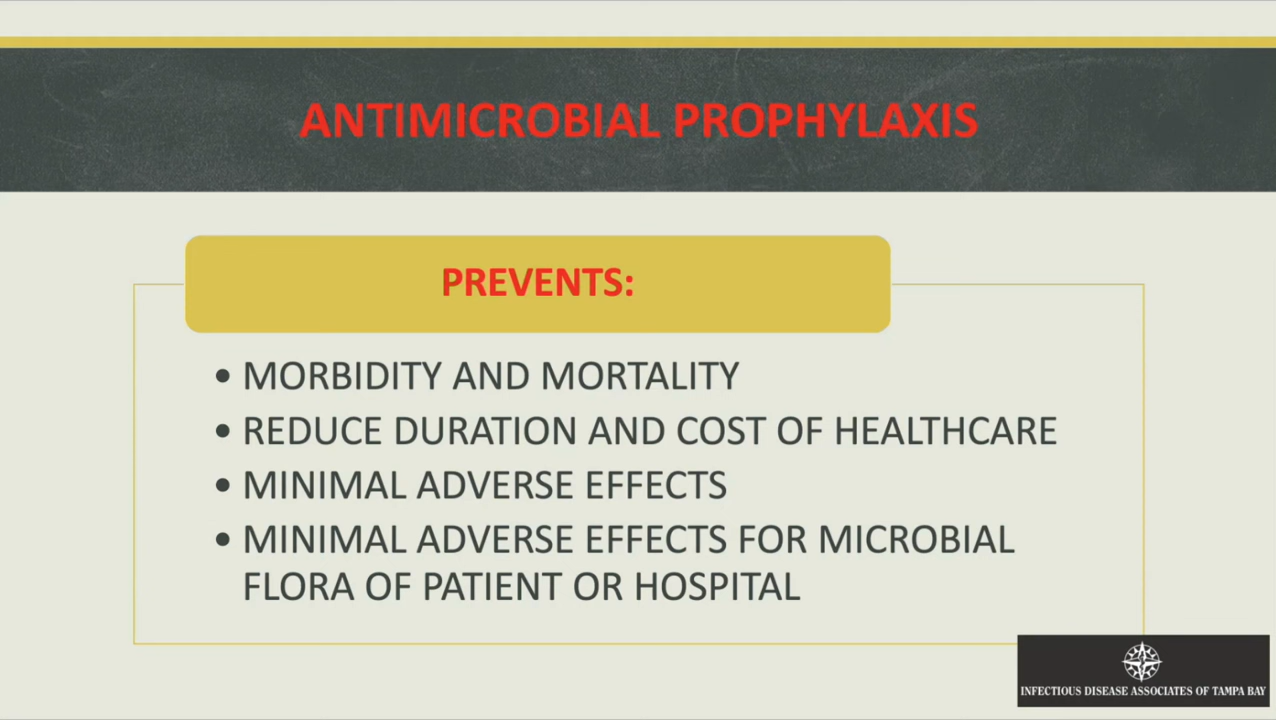 ANTIMICROBIAL PROPHYLAXIS
PREVENTS:
• MORBIDITY AND MORTALITY
• REDUCE DURATION AND COST OF HEALTHCARE
• MINIMAL ADVERSE EFFECTS
• MINIMAL ADVERSE EFFECTS FOR MICROBIAL
FLORA OF PATIENT OR HOSPITAL
INFECTIOUS DISEASE ASSOCIATES OF TAMPA BAY